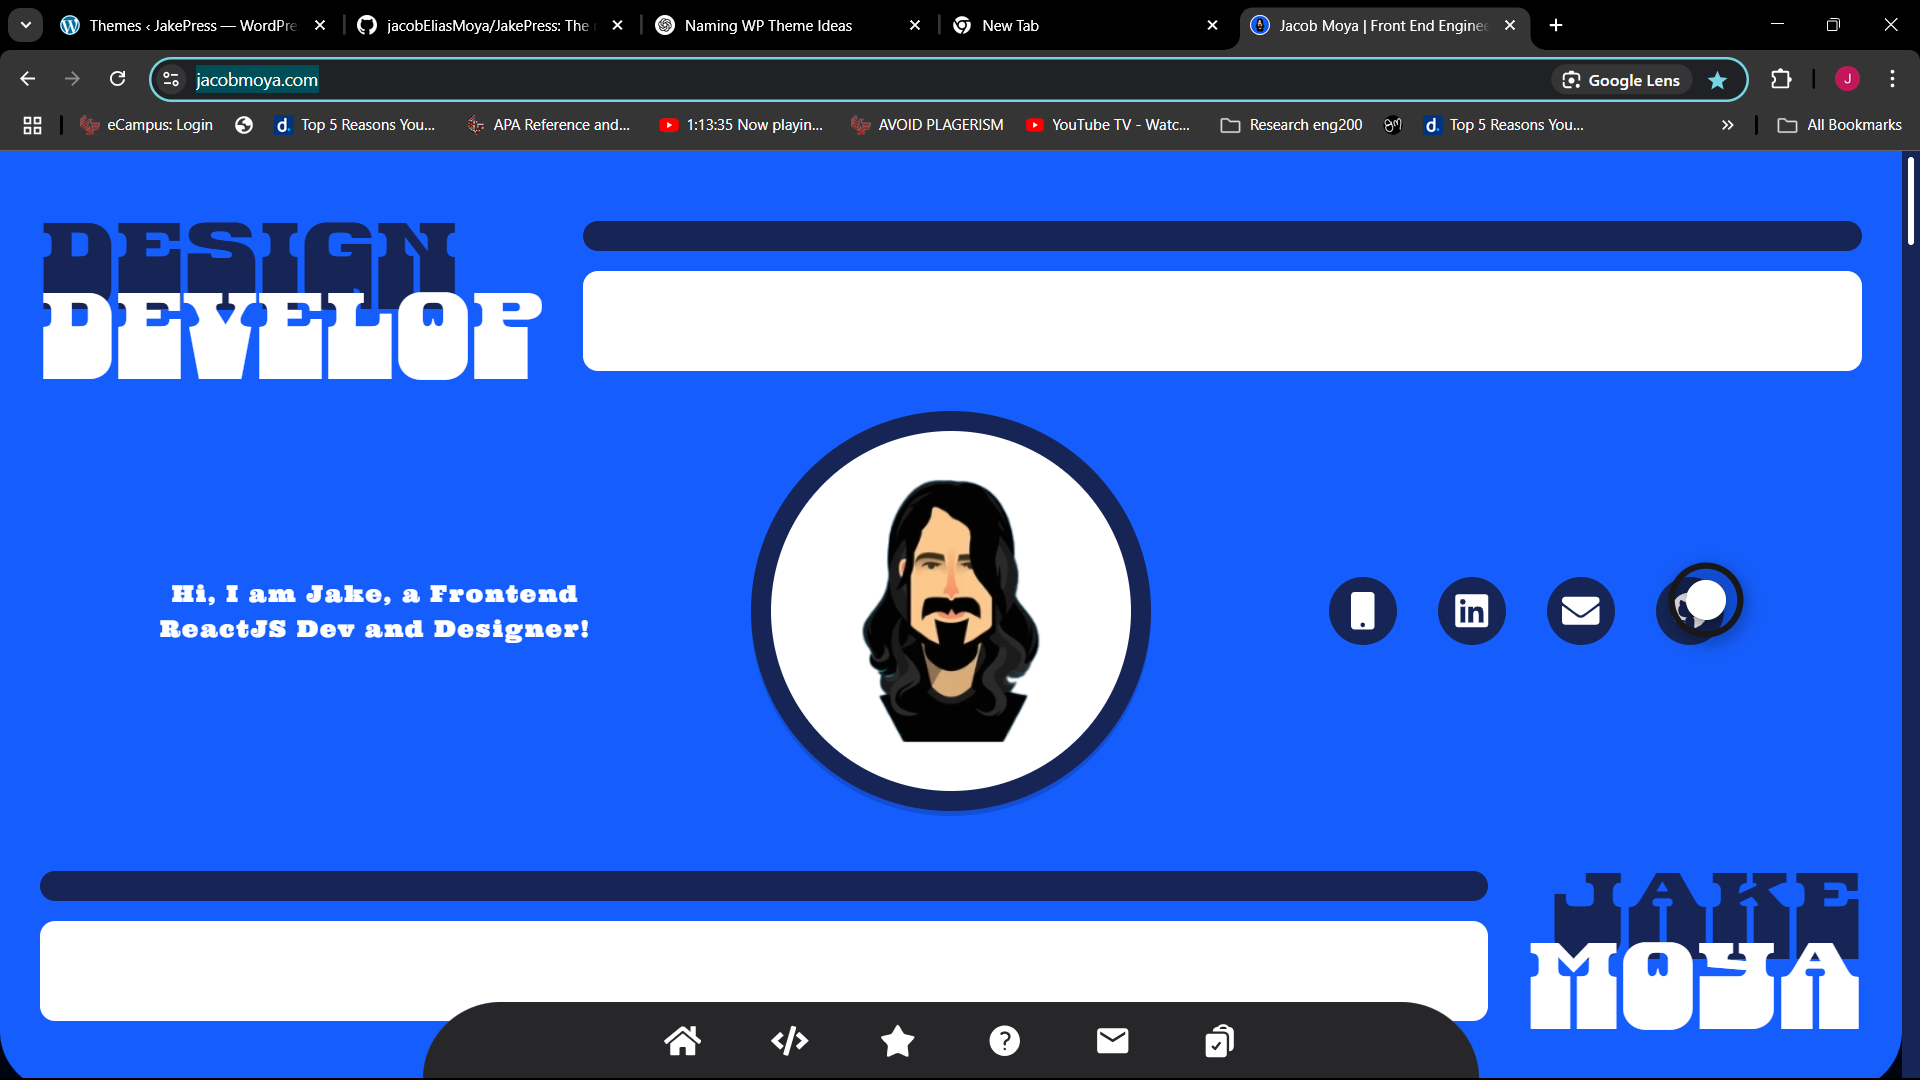 Themes ‹ JakePress — WordPre
jacobEliasMoya/JakePress: The
Naming WP Theme Ideas
New Tab
Jacob Moya | Front End Enginee
jacobmoya.com
Google Lens
J
eCampus: Login
Top 5 Reasons You...
APA Reference and...
1:13:35 Now playin...
AVOID PLAGERISM
YouTube TV - Watc...
Research eng200
Top 5 Reasons You...
All Bookmarks
DESIGN
DEVELOP
Hi, I am Jake, a Frontend
ReactJS Dev and Designer!
in
JAKE
MOYA